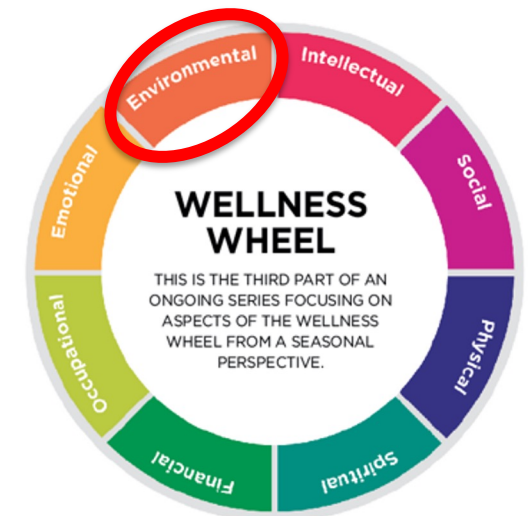 Environmental
Intellectual
Social
Physical
Spiritual
Financial
Occupational
Emotional
WELLNESS
WHEEL
THIS IS THE THIRD PART OF AN
ONGOING SERIES FOCUSING ON
ASPECTS OF THE WELLNESS
WHEEL FROM A SEASONAL
PERSPECTIVE.